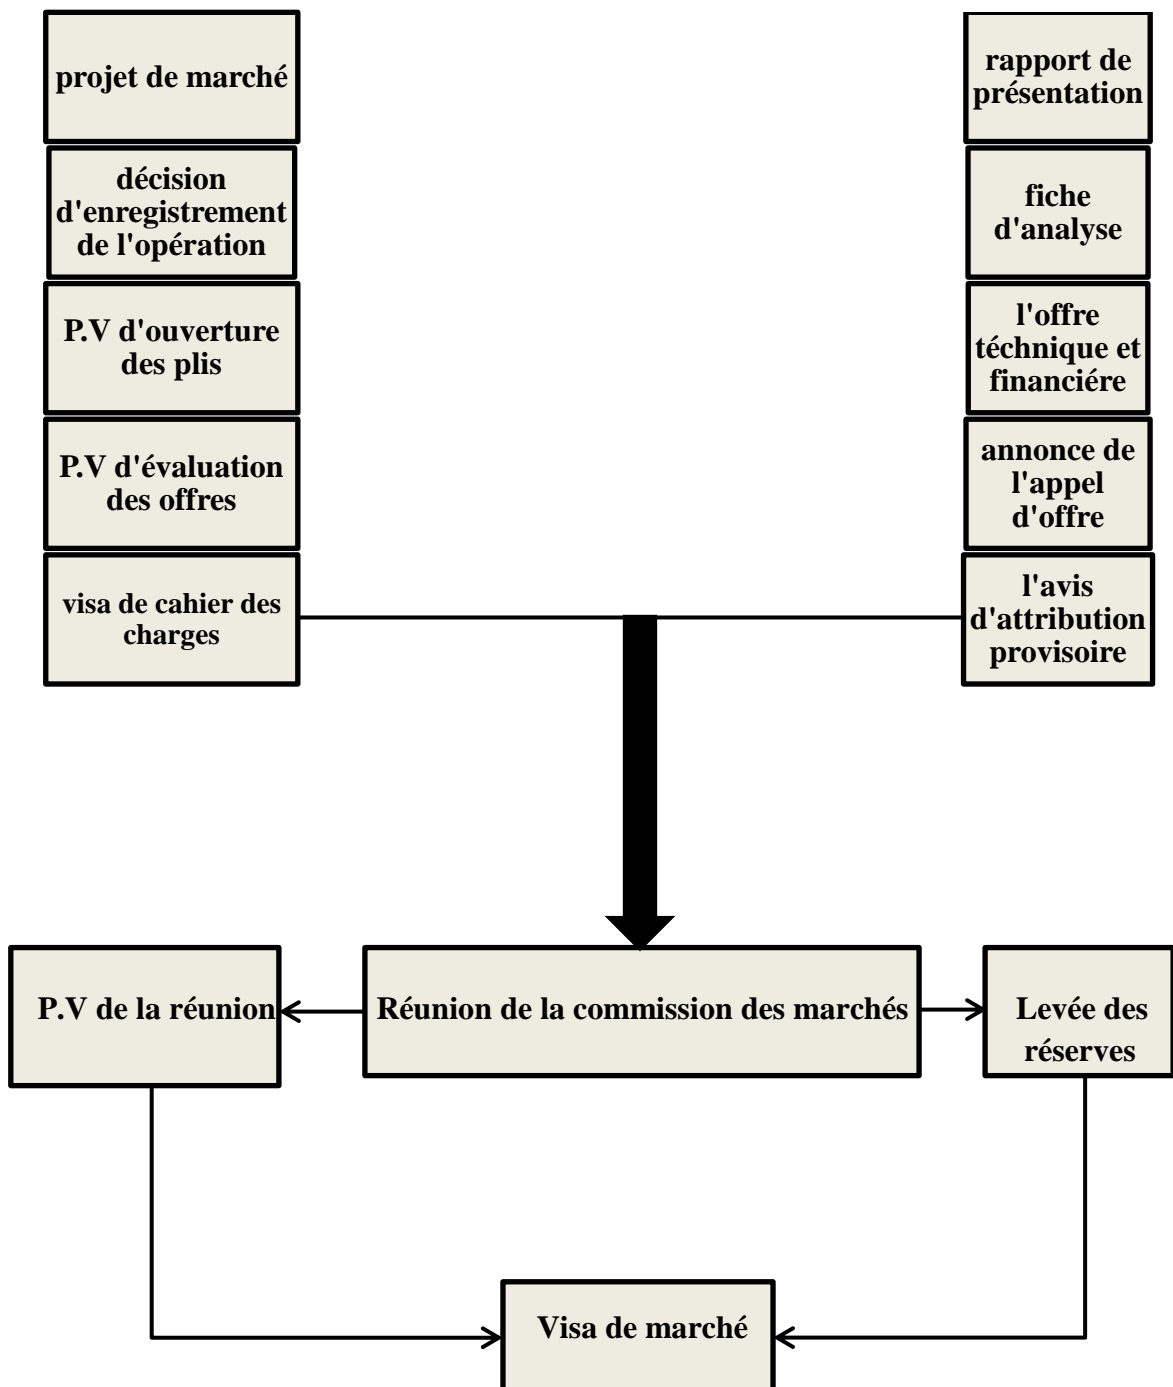 projet de marché
décision
d'enregistrement
de l'opération
P.V d'ouverture
des plis
P.V d'évaluation
des offres
visa de cahier des
charges
rapport de
présentation
fiche
d'analyse
l'offre
téchnique et
financiére
annonce de
l'appel
d'offre
l'avis
d'attribution
provisoire
P.V de la réunion
Réunion de la commission des marchés
Levée des
réserves
Visa de marché